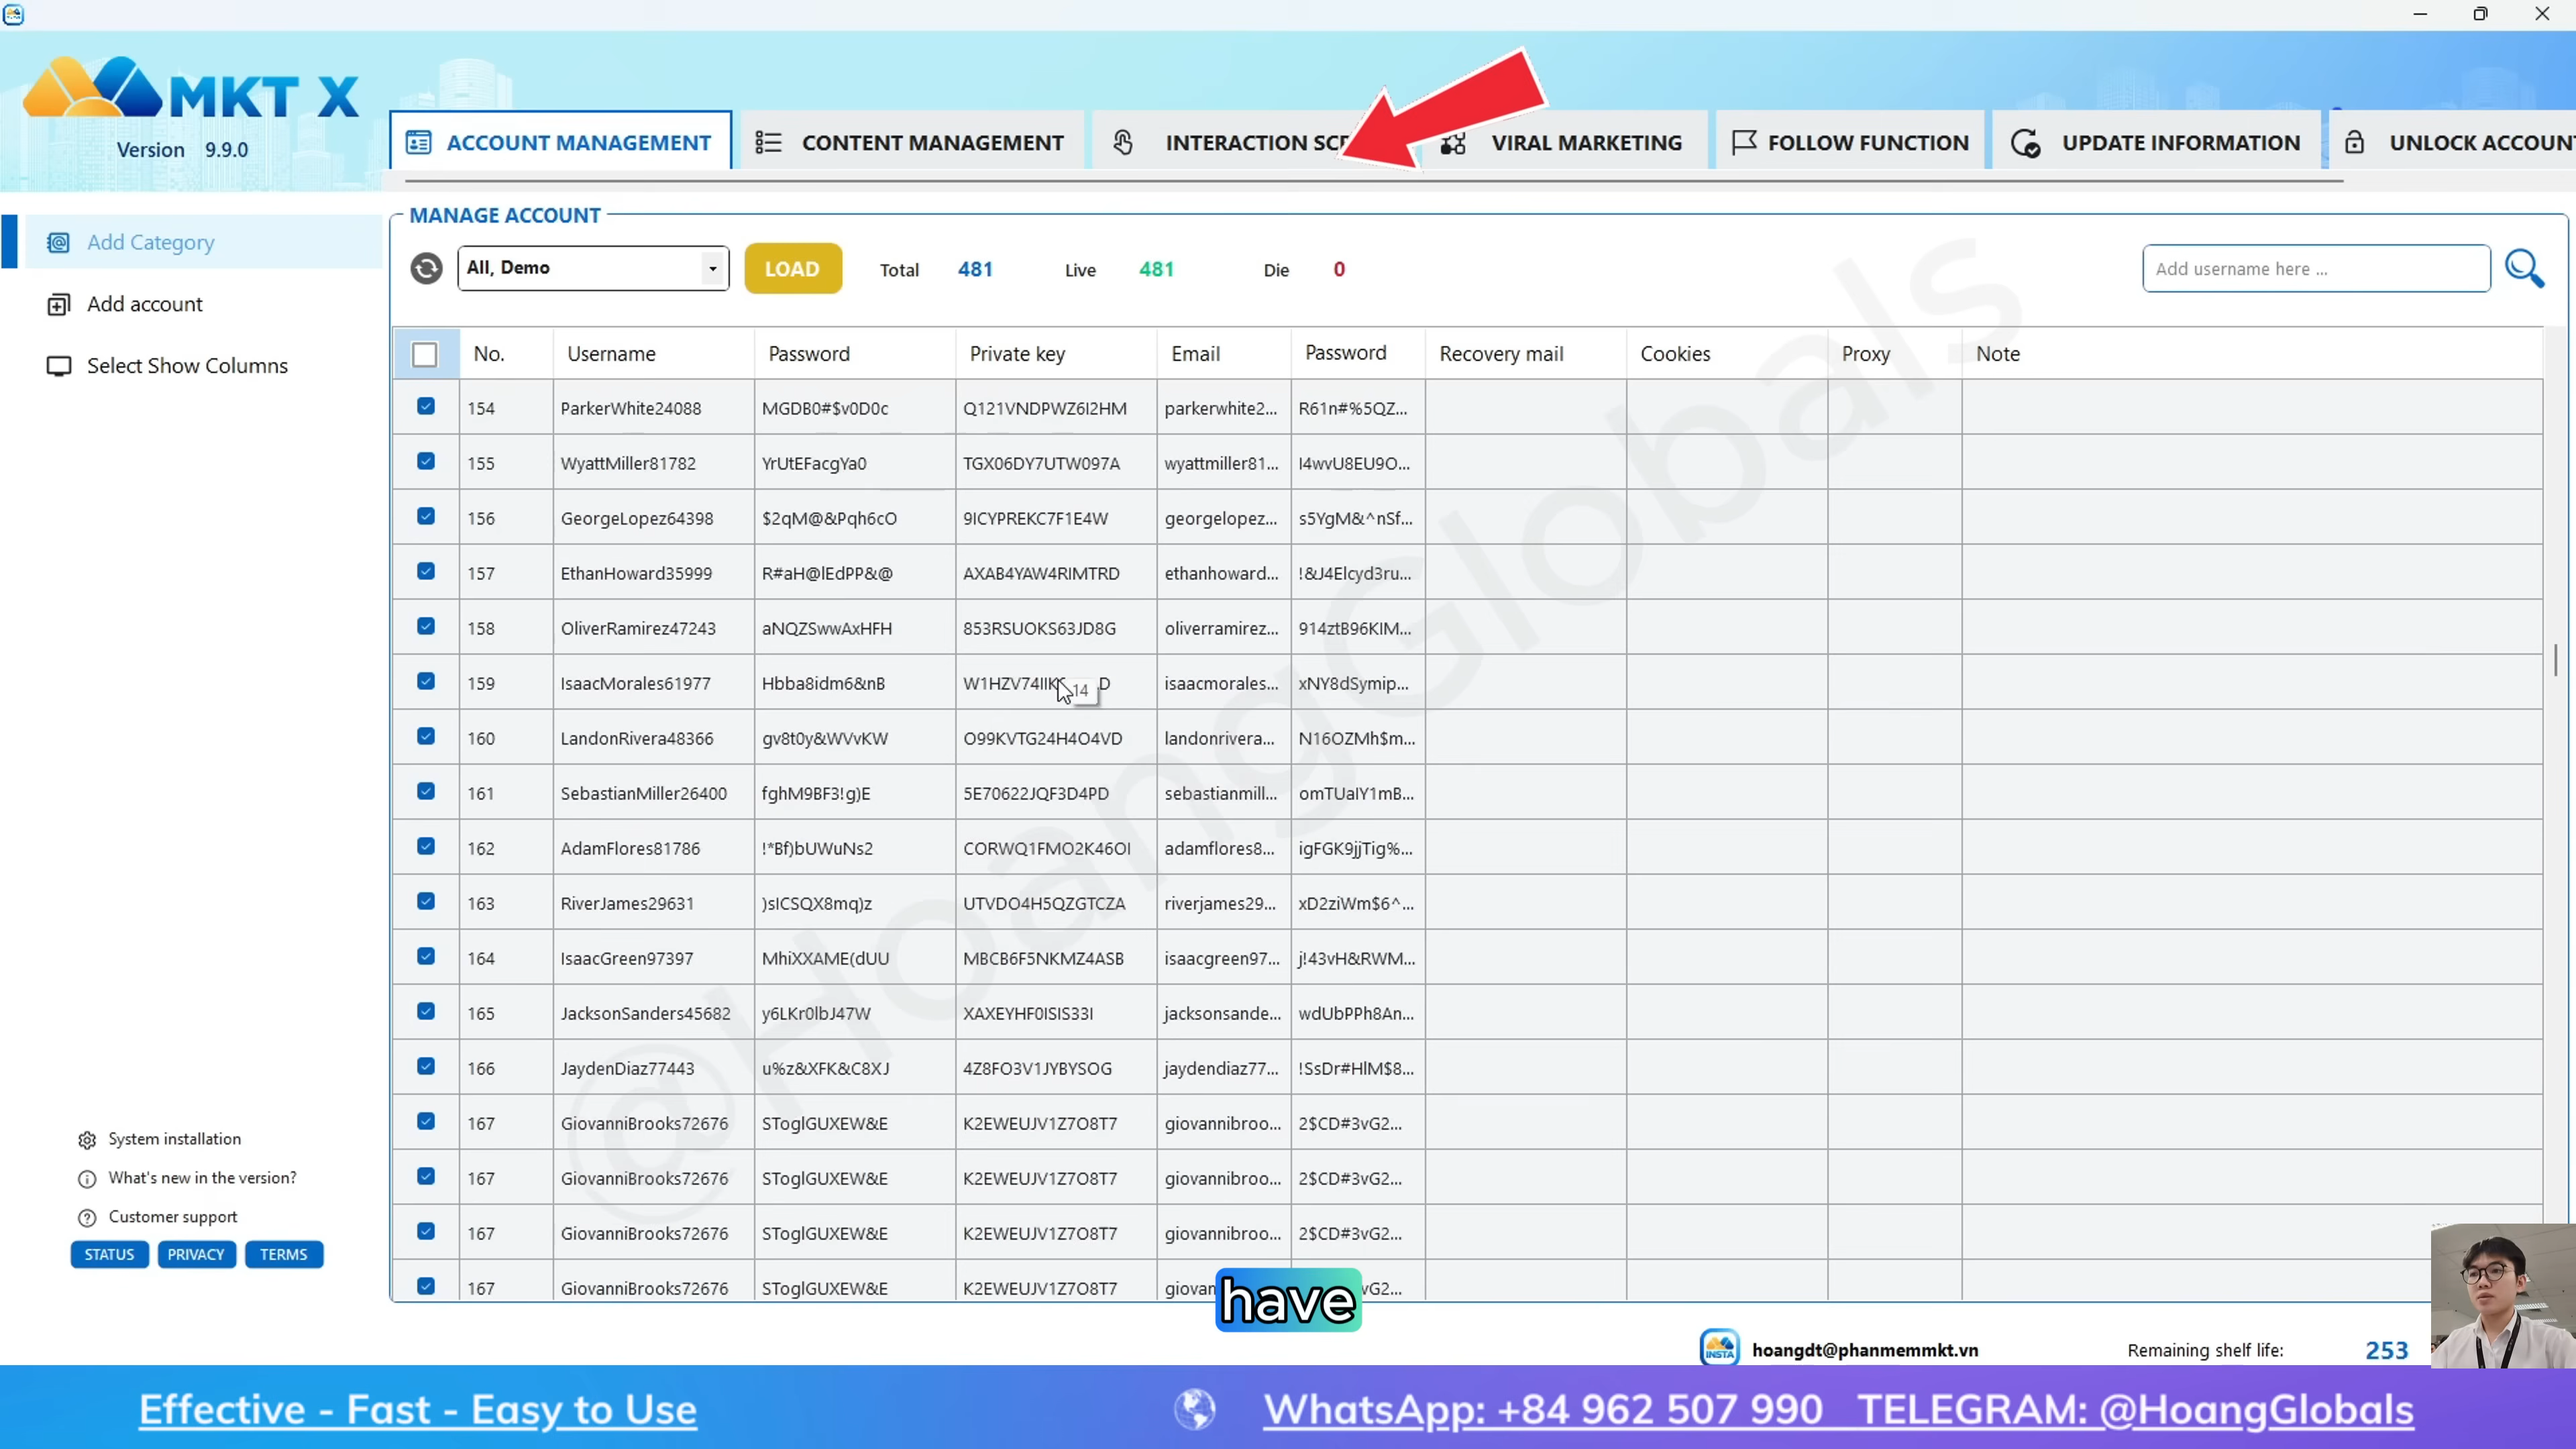 MKT X
Version 9.9.0
ACCOUNT MANAGEMENT
CONTENT MANAGEMENT
INTERACTION SC
VIRAL MARKETING
FOLLOW FUNCTION
UPDATE INFORMATION
UNLOCK ACCOUN
Add Category
Add account
Select Show Columns
MANAGE ACCOUNT
All, Demo LOAD Total 481 Live 481 Die 0 Add username here ...
No. Username Password Private key Email Password Recovery mail Cookies Proxy Note
154 ParkerWhite24088 MGDB0#$v0D0c Q121VNDPWZ6I2HM parkerwhite2... R61n#%5QZ...
155 WyattMiller81782 YrUtEFacgYa0 TGX06DY7UTW097A wyattmiller81... I4wvU8EU9O...
156 GeorgeLopez64398 $2qM@&Pqh6cO 9ICYPREKC7F1E4W georgelopez... s5YgM&^nSf...
157 EthanHoward35999 R#aH@lEdPP&@ AXAB4YAW4RIMTRD ethanhoward... !&J4Elcyd3ru...
158 OliverRamirez47243 aNQZSwwAxHFH 853RSUOKS63JD8G oliverramirez... 914ztB96KIM...
159 IsaacMorales61977 Hbba8idm6&nB W1HZV74IIK D isaacmorales... xNY8dSymip...
14
160 LandonRivera48366 gv8t0y&WVvKW O99KVTG24H4O4VD landonrivera... N16OZMh$m...
161 SebastianMiller26400 fghM9BF3!g)E 5E70622JQF3D4PD sebastianmill... omTUaIY1mB...
162 AdamFlores81786 !*Bf)bUWuNs2 CORWQ1FMO2K46OI adamflores8... igFGK9jjTig%...
163 RiverJames29631 )sICSQX8mq)z UTVDO4H5QZGTCZA riverjames29... xD2ziWm$6^...
164 IsaacGreen97397 MhiXXAME(dUU MBCB6F5NKMZ4ASB isaacgreen97... j!43vH&RWM...
165 JacksonSanders45682 y6LKr0lbJ47W XAXEYHF0ISIS33I jacksonsande... wdUbPPh8An...
166 JaydenDiaz77443 u%z&XFK&C8XJ 4Z8FO3V1JYBYSOG jaydendiaz77... !SsDr#HlM$8...
167 GiovanniBrooks72676 SToglGUXEW&E K2EWEUJV1Z7O8T7 giovannibroo... 2$CD#3vG2...
167 GiovanniBrooks72676 SToglGUXEW&E K2EWEUJV1Z7O8T7 giovannibroo... 2$CD#3vG2...
167 GiovanniBrooks72676 SToglGUXEW&E K2EWEUJV1Z7O8T7 giovannibroo... 2$CD#3vG2...
167 GiovanniBrooks72676 SToglGUXEW&E K2EWEUJV1Z7O8T7 giovan vG2...
@HoangGlobals
System installation
What's new in the version?
Customer support
STATUS PRIVACY TERMS
have
INSTA hoangdt@phanmemmkt.vn Remaining shelf life: 253
Effective - Fast - Easy to Use
WhatsApp: +84 962 507 990 TELEGRAM: @HoangGlobals